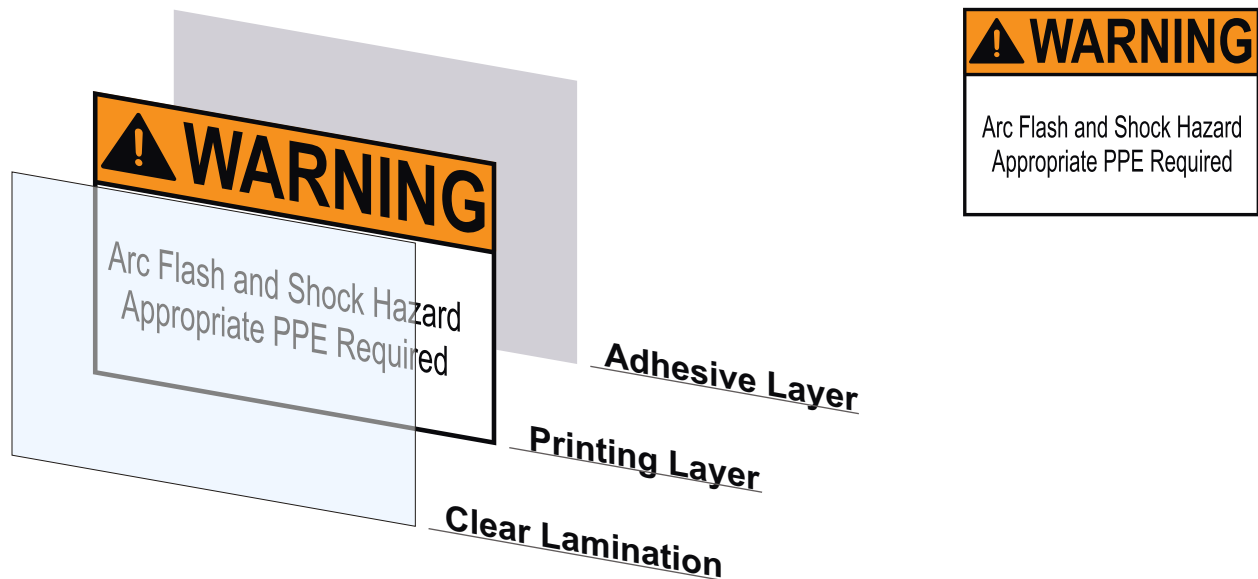 WARNING
Arc Flash and Shock Hazard
Appropriate PPE Required
Adhesive Layer
Printing Layer
Clear Lamination
WARNING
Arc Flash and Shock Hazard
Appropriate PPE Required